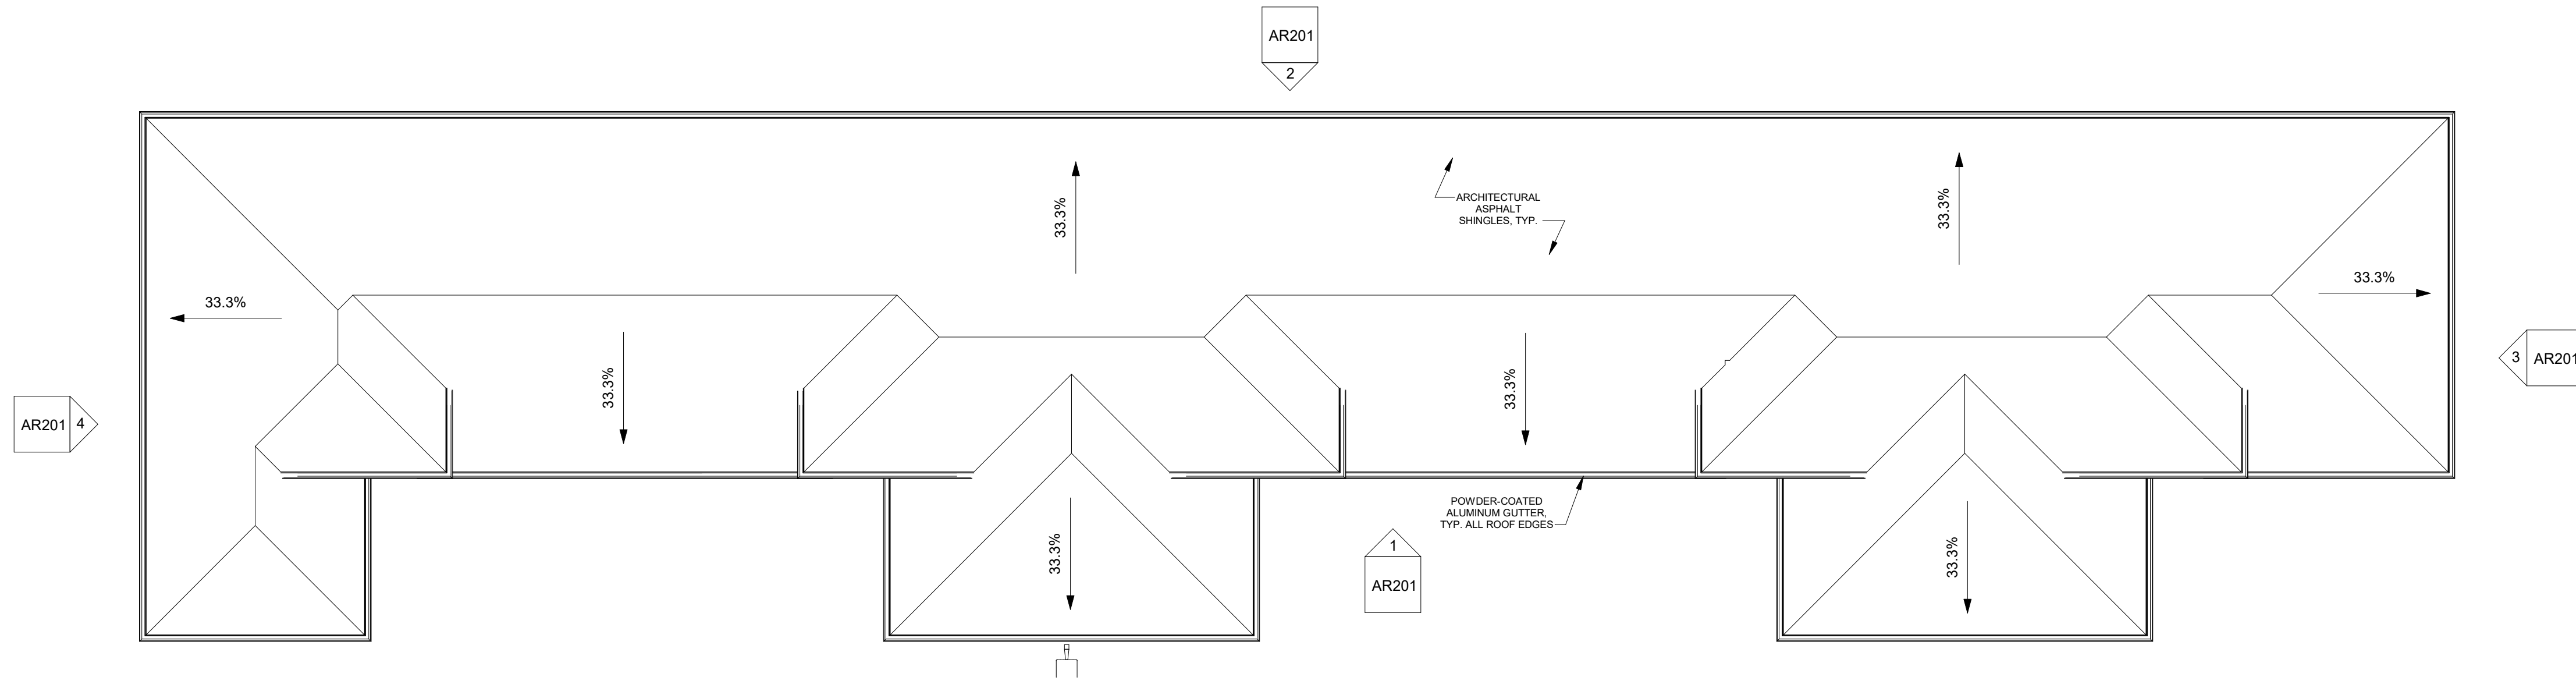 AR201
2
33.3%
33.3%
ARCHITECTURAL
ASPHALT
SHINGLES, TYP.
33.3%
33.3%
3
AR201
33.3%
33.3%
AR201
4
POWDER-COATED
ALUMINUM GUTTER,
TYP. ALL ROOF EDGES
33.3%
33.3%
1
AR201